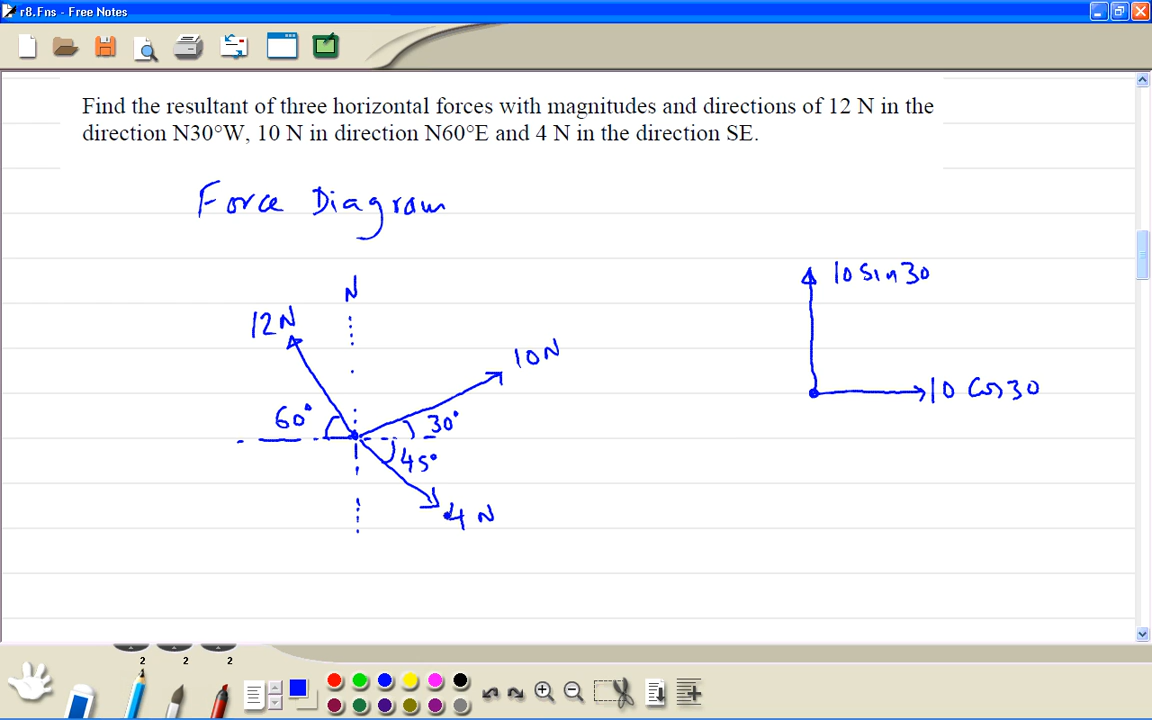 r8.Fns - Free Notes
Find the resultant of three horizontal forces with magnitudes and directions of 12 N in the
direction N30°W, 10 N in direction N60°E and 4 N in the direction SE.
Force Diagram
10 Sin 30
N
12N
10N
10 Cos 30
60°
30°
45°
4 N
2 2 2